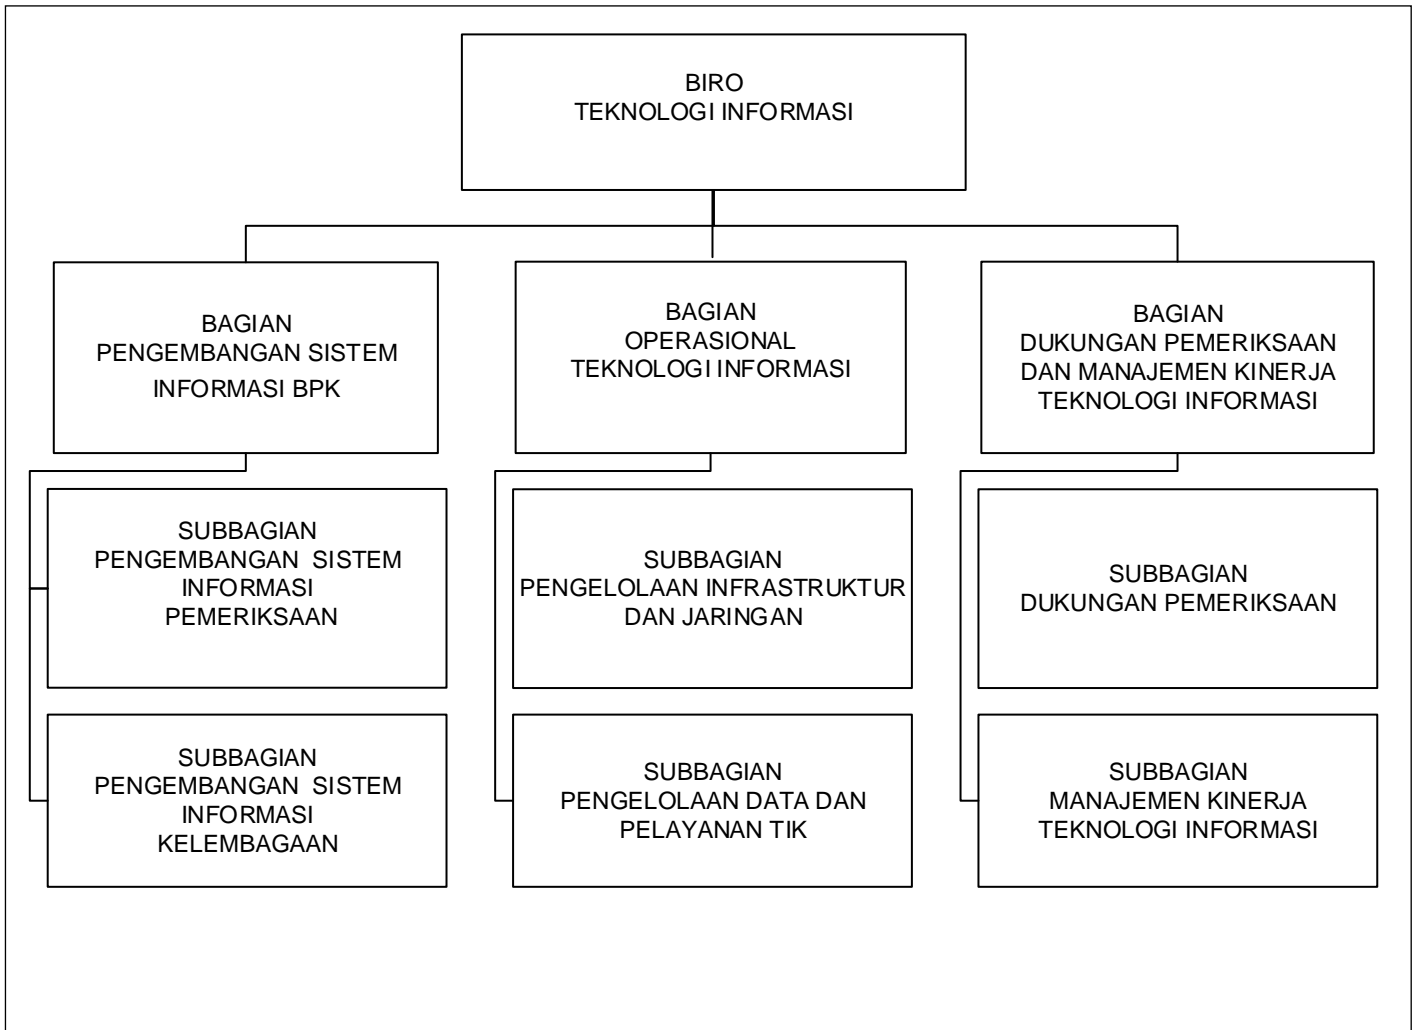 BIRO
TEKNOLOGI INFORMASI
BAGIAN
PENGEMBANGAN SISTEM
INFORMASI BPK
BAGIAN
OPERASIONAL
TEKNOLOGI INFORMASI
BAGIAN
DUKUNGAN PEMERIKSAAN
DAN MANAJEMEN KINERJA
TEKNOLOGI INFORMASI
SUBBAGIAN
PENGEMBANGAN SISTEM
INFORMASI
PEMERIKSAAN
SUBBAGIAN
PENGELOLAAN INFRASTRUKTUR
DAN JARINGAN
SUBBAGIAN
DUKUNGAN PEMERIKSAAN
SUBBAGIAN
PENGEMBANGAN SISTEM
INFORMASI
KELEMBAGAAN
SUBBAGIAN
PENGELOLAAN DATA DAN
PELAYANAN TIK
SUBBAGIAN
MANAJEMEN KINERJA
TEKNOLOGI INFORMASI